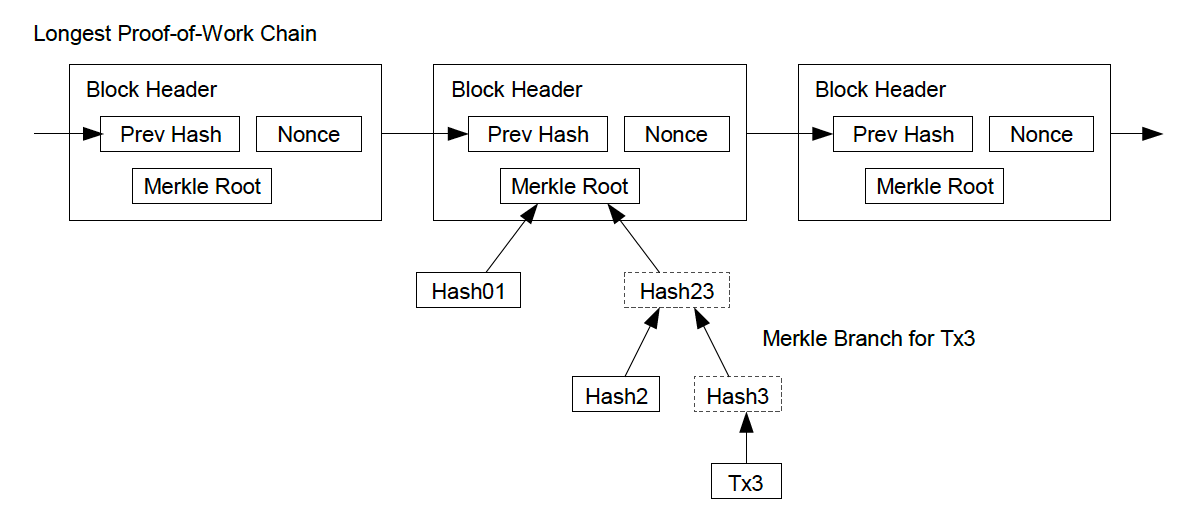 Longest Proof-of-Work Chain
Block Header
Prev Hash
Nonce
Merkle Root
Block Header
Prev Hash
Nonce
Merkle Root
Block Header
Prev Hash
Nonce
Merkle Root
Hash01
Hash23
Merkle Branch for Tx3
Hash2
Hash3
Tx3